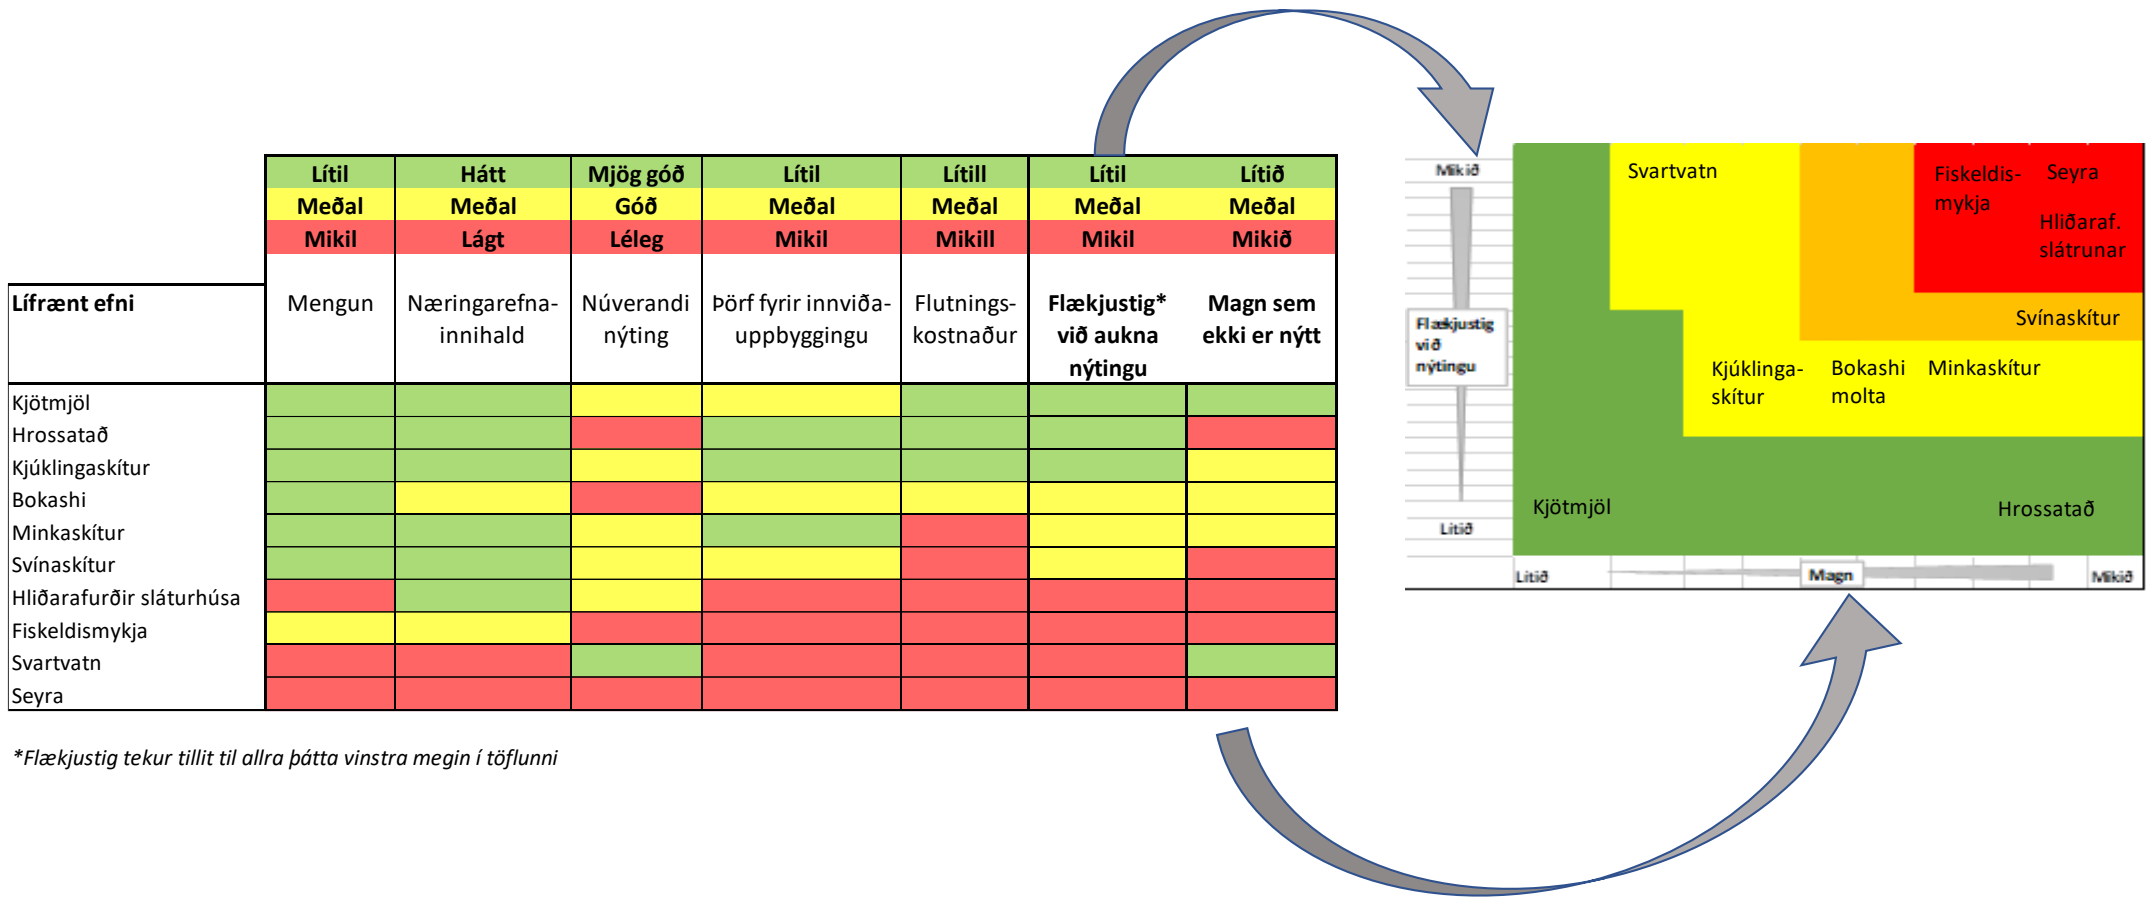 Lítil Hátt Mjög góð Lítil Lítill Lítil Lítið
Meðal Meðal Góð Meðal Meðal Meðal Meðal
Mikil Lágt Léleg Mikil Mikill Mikil Mikið
Lífrænt efni Mengun Næringarefna- Núverandi Þörf fyrir innviða- Flutnings- Flækjustig* Magn sem
innihald nýting uppbyggingu kostnaður við aukna ekki er nýtt
nýtingu
Kjötmjöl
Hrossatað
Kjúklingaskítur
Bokashi
Minkaskítur
Svínaskítur
Hliðarafurðir sláturhúsa
Fiskeldismykja
Svartvatn
Seyra
*Flækjustig tekur tillit til allra þátta vinstra megin í töflunni
Mikið
Flækjustig
við
nýtingu
Lítið
Svartvatn
Fiskeldis-
mykja
Seyra
Hliðaraf.
slátrunar
Svínaskítur
Kjúklinga-
skítur
Bokashi
molta
Minkaskítur
Kjötmjöl
Hrossatað
Lítið
Magn
Mikið